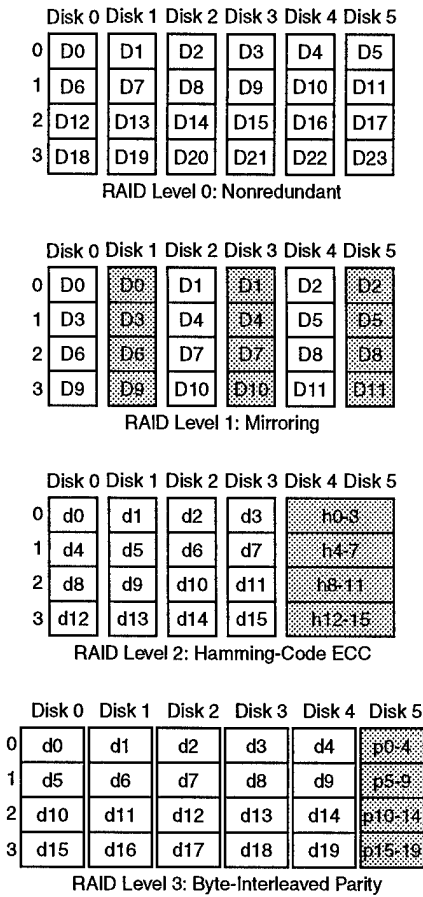 Disk 0 Disk 1 Disk 2 Disk 3 Disk 4 Disk 5
0 D0 D1 D2 D3 D4 D5
1 D6 D7 D8 D9 D10 D11
2 D12 D13 D14 D15 D16 D17
3 D18 D19 D20 D21 D22 D23
RAID Level 0: Nonredundant
Disk 0 Disk 1 Disk 2 Disk 3 Disk 4 Disk 5
0 D0 D0 D1 D1 D2 D2
1 D3 D3 D4 D4 D5 D5
2 D6 D6 D7 D7 D8 D8
3 D9 D9 D10 D10 D11 D11
RAID Level 1: Mirroring
Disk 0 Disk 1 Disk 2 Disk 3 Disk 4 Disk 5
0 d0 d1 d2 d3 h0-3
1 d4 d5 d6 d7 h4-7
2 d8 d9 d10 d11 h8-11
3 d12 d13 d14 d15 h12-15
RAID Level 2: Hamming-Code ECC
Disk 0 Disk 1 Disk 2 Disk 3 Disk 4 Disk 5
0 d0 d1 d2 d3 d4 p0-4
1 d5 d6 d7 d8 d9 p5-9
2 d10 d11 d12 d13 d14 p10-14
3 d15 d16 d17 d18 d19 p15-19
RAID Level 3: Byte-Interleaved Parity